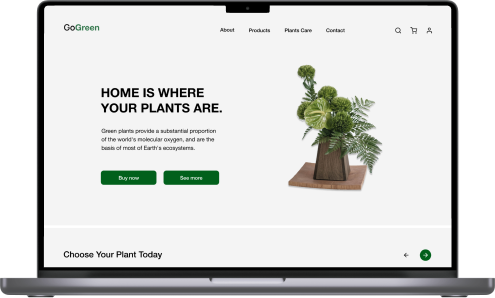 GoGreen
About Products Plants Care Contact
HOME IS WHERE
YOUR PLANTS ARE.
Green plants provide a substantial proportion
of the world's molecular oxygen, and are the
basis of most of Earth's ecosystems.
Buy now See more
Choose Your Plant Today